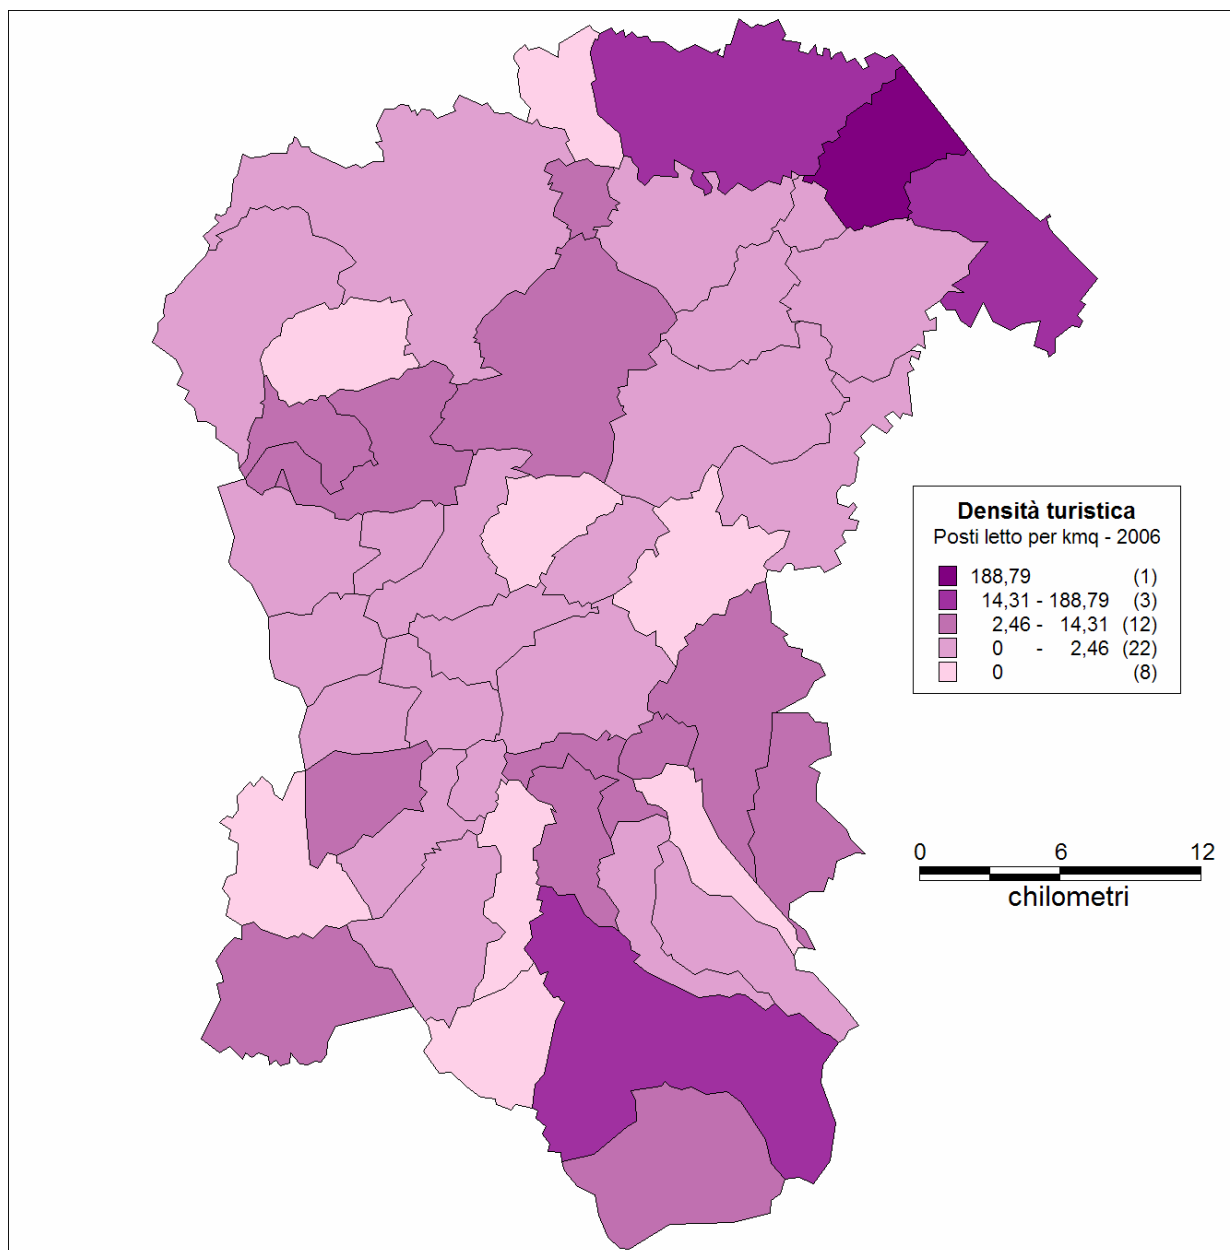 Densità turistica
Posti letto per kmq - 2006
188,79 (1)
14,31 - 188,79 (3)
2,46 - 14,31 (12)
0 - 2,46 (22)
0 (8)
0 6 12
chilometri